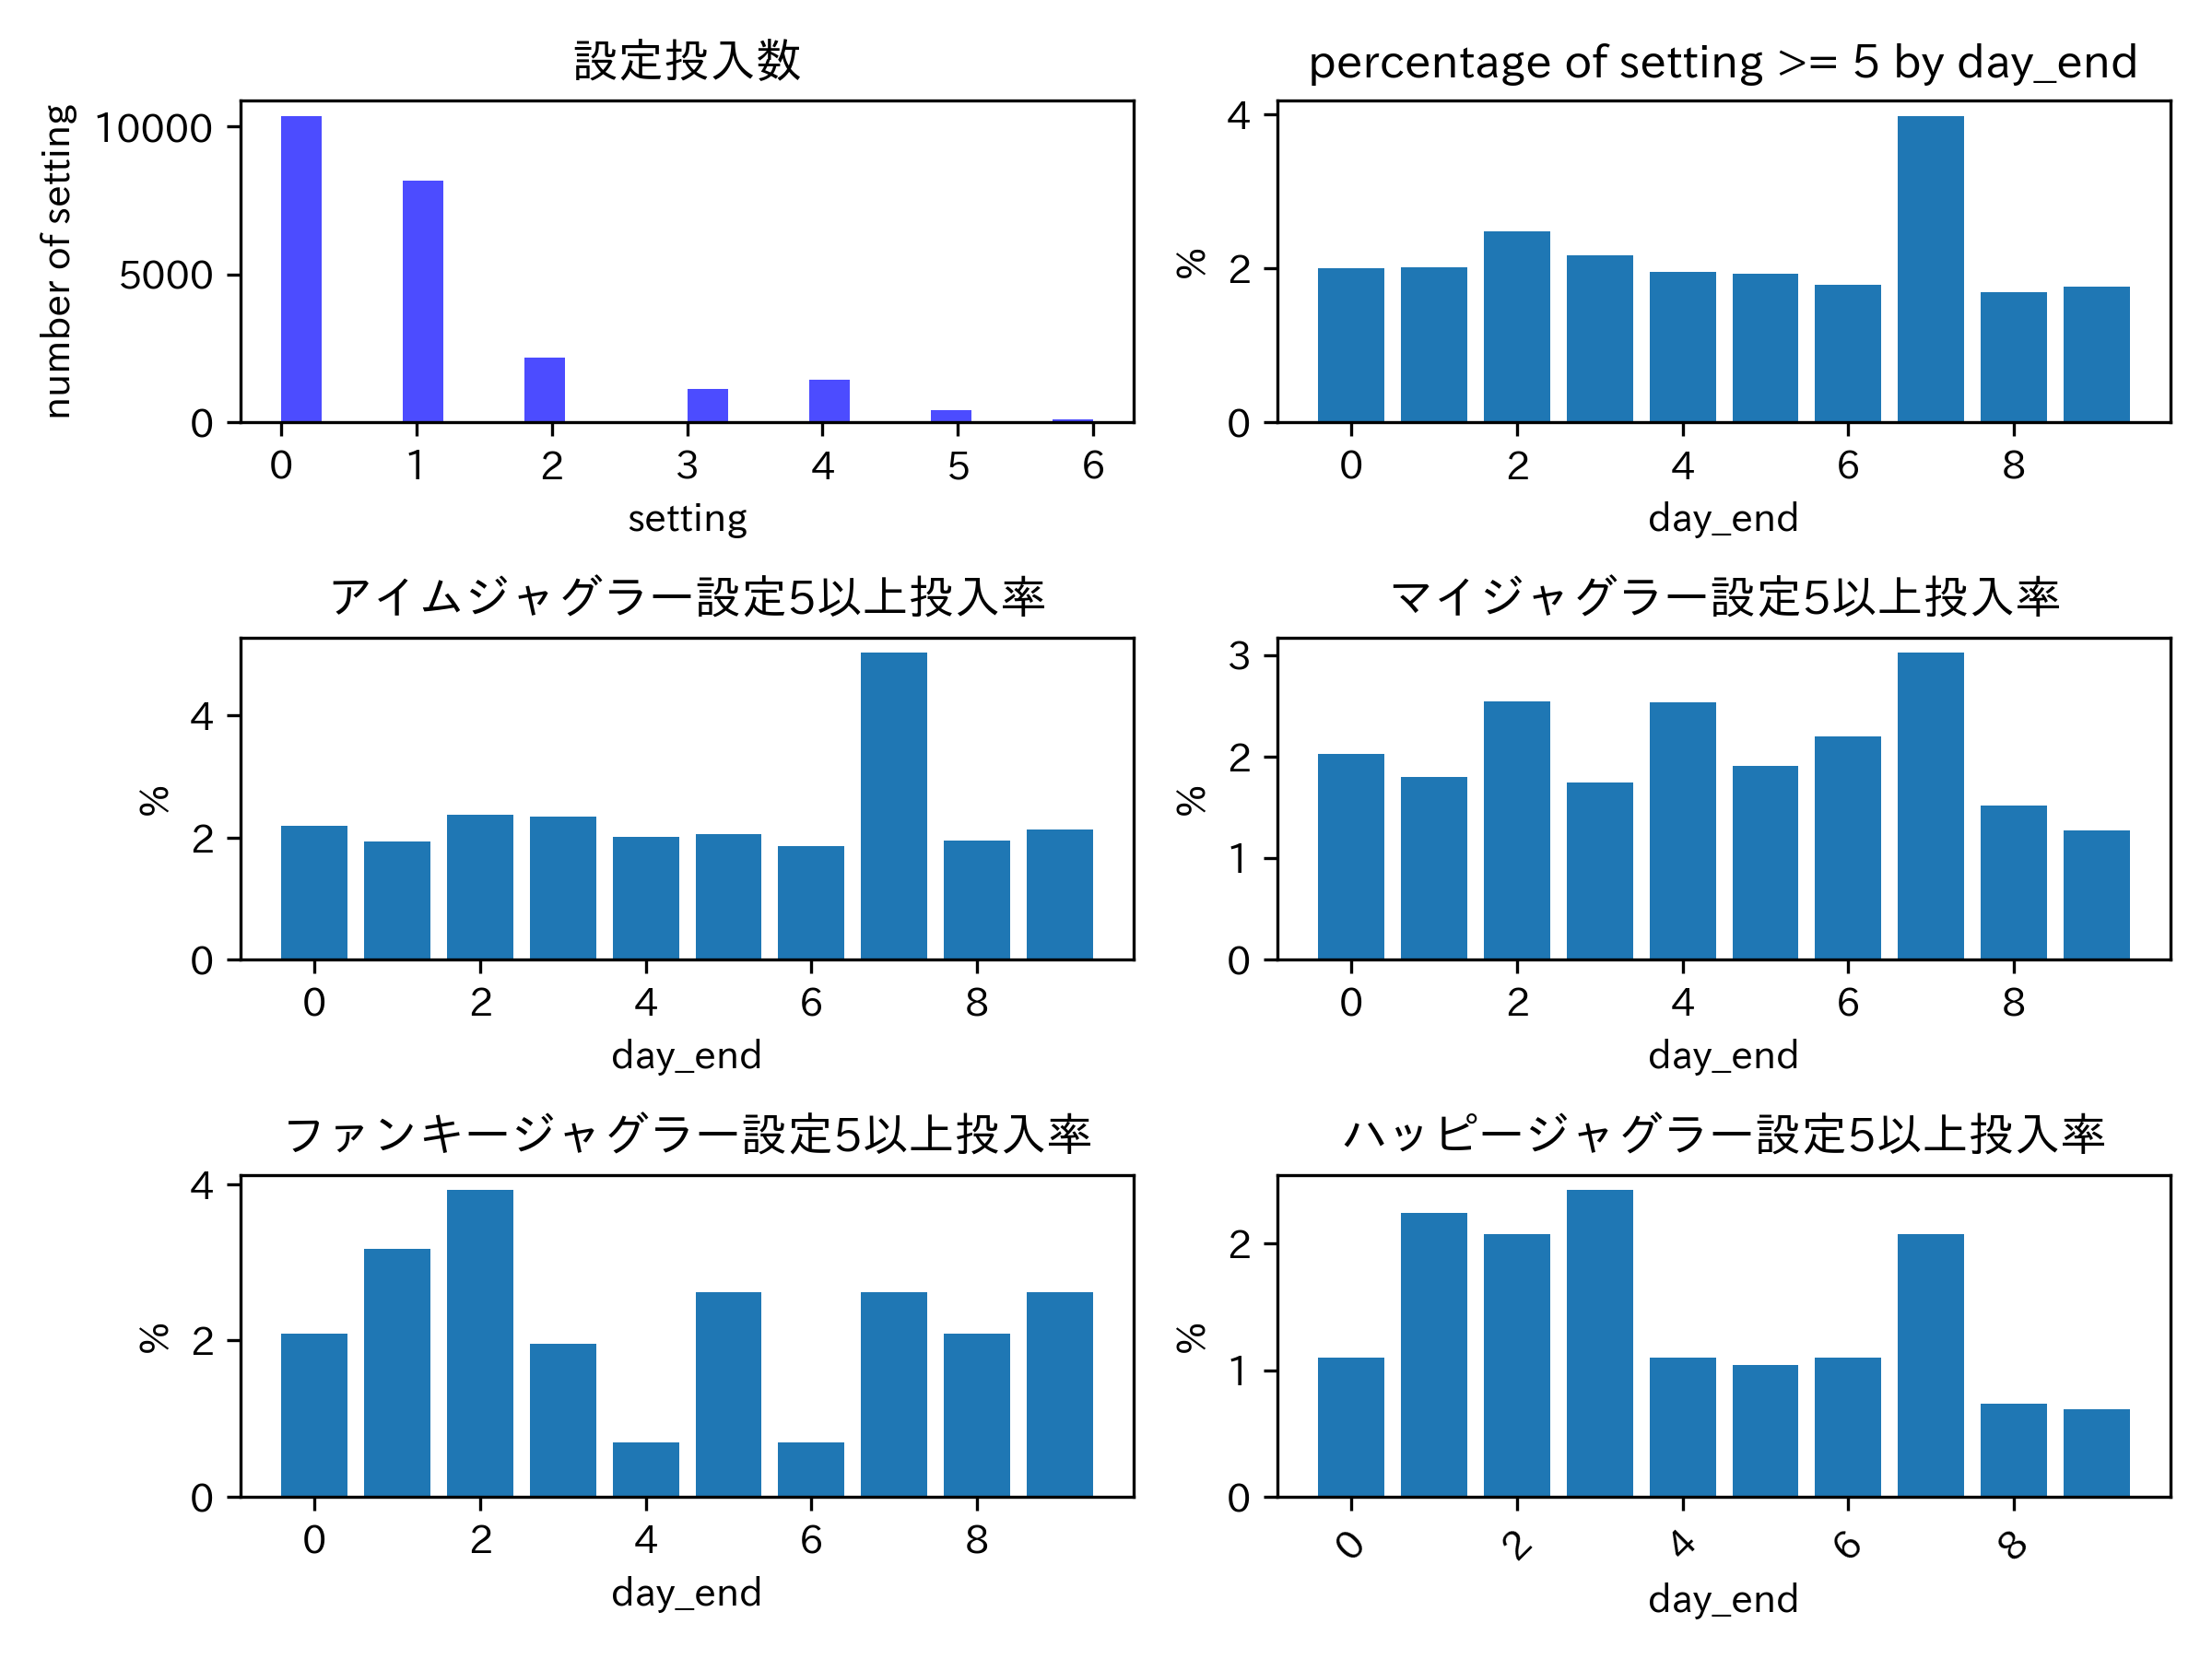 設定投入数
number of setting
10000
5000
0
0 1 2 3 4 5 6
setting
percentage of setting >= 5 by day_end
%
4
2
0
0 2 4 6 8
day_end
アイムジャグラー設定5以上投入率
%
4
2
0
0 2 4 6 8
day_end
マイジャグラー設定5以上投入率
%
3
2
1
0
0 2 4 6 8
day_end
ファンキージャグラー設定5以上投入率
%
4
2
0
0 2 4 6 8
day_end
ハッピージャグラー設定5以上投入率
%
2
1
0
0 2 4 6 8
day_end